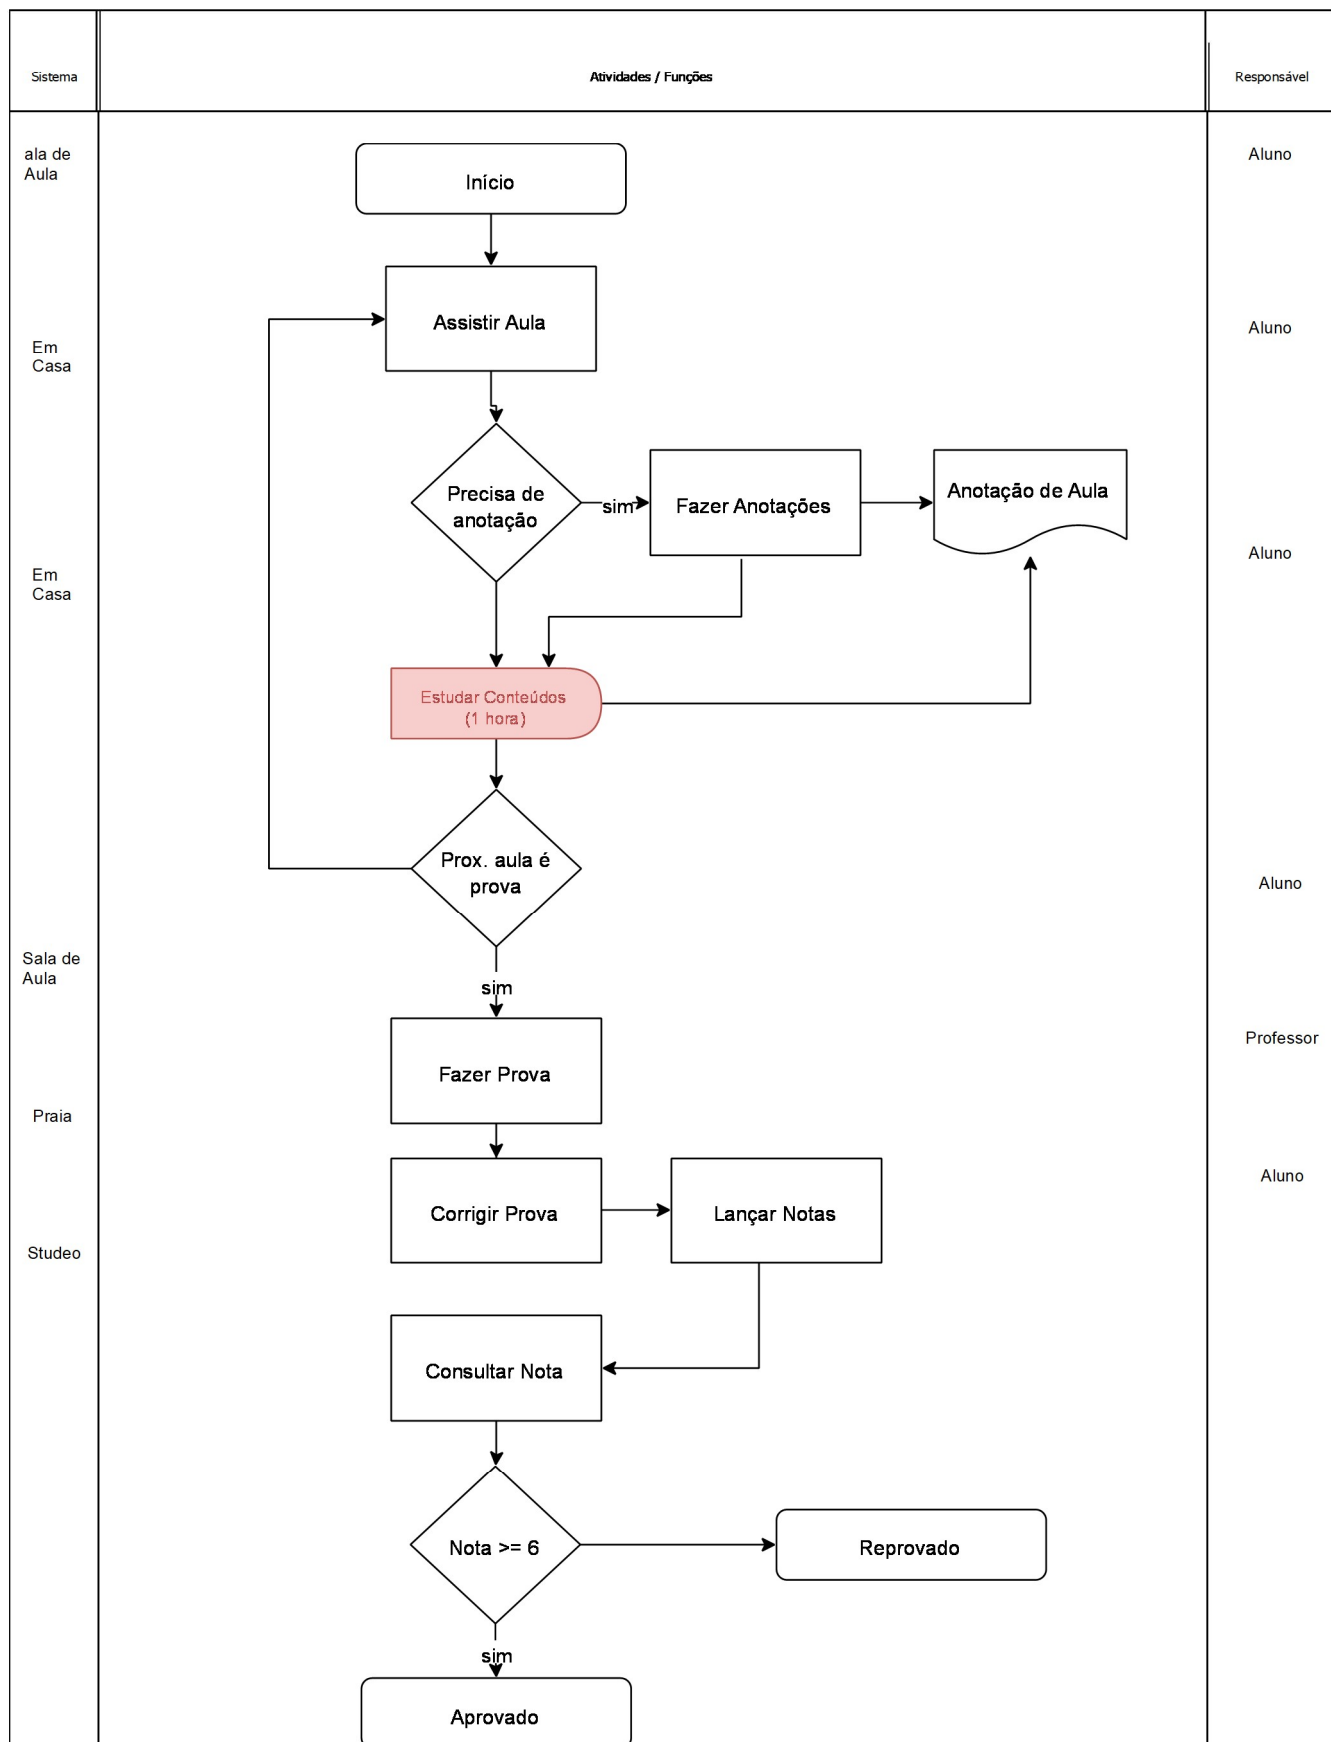 Sistema
Atividades / Funções
Responsável
ala de
Aula
Início
Aluno
Assistir Aula
Aluno
Em
Casa
Precisa de
anotação
sim
Fazer Anotações
Anotação de Aula
Aluno
Em
Casa
Estudar Conteúdos
(1 hora)
Prox. aula é
prova
Aluno
Sala de
Aula
sim
Professor
Fazer Prova
Praia
Aluno
Corrigir Prova
Lançar Notas
Studeo
Consultar Nota
Nota >= 6
Reprovado
sim
Aprovado